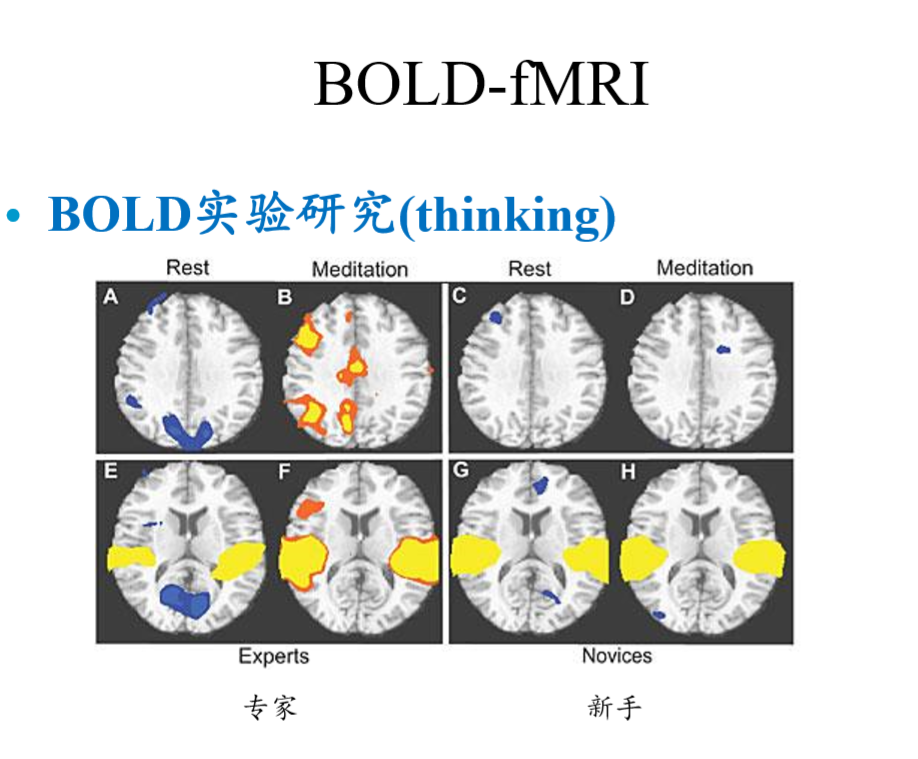 BOLD-fMRI
• BOLD实验研究(thinking)
Rest Meditation Rest Meditation
A B C D
E F G H
Experts Novices
专家 新手